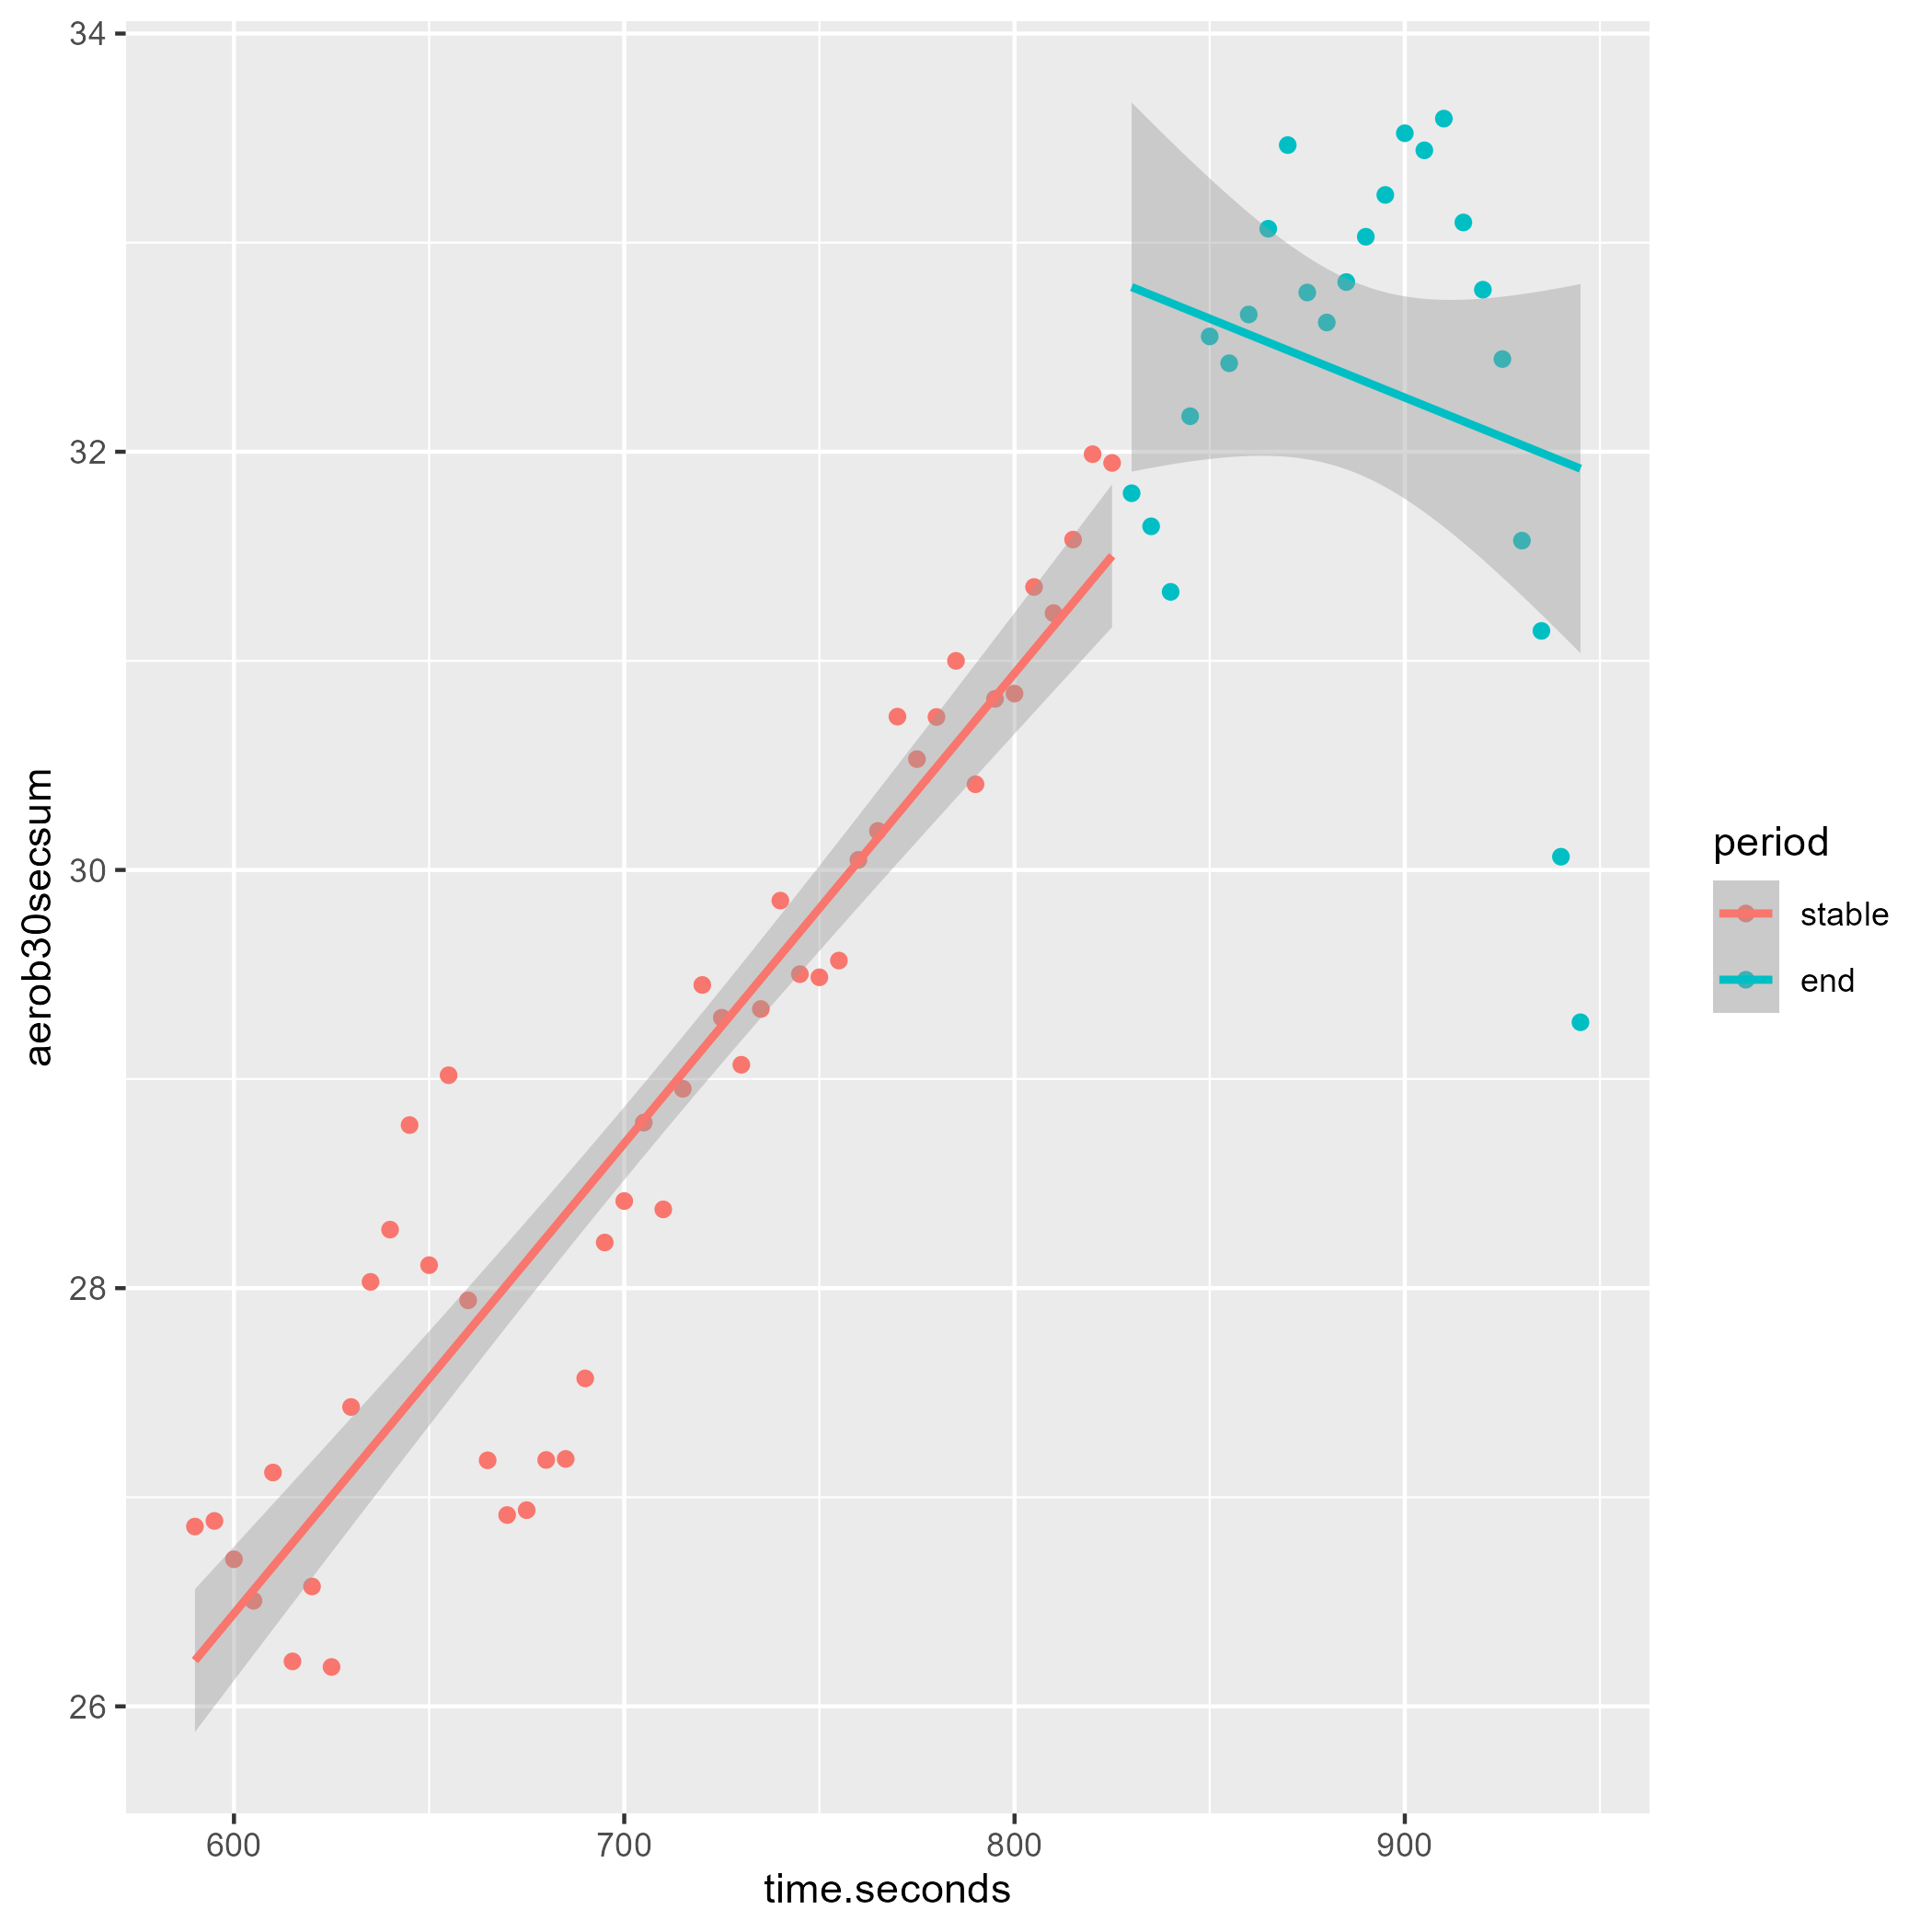 34
32
30
28
26
aerob30secsum
600 700 800 900
time.seconds
period
stable
end